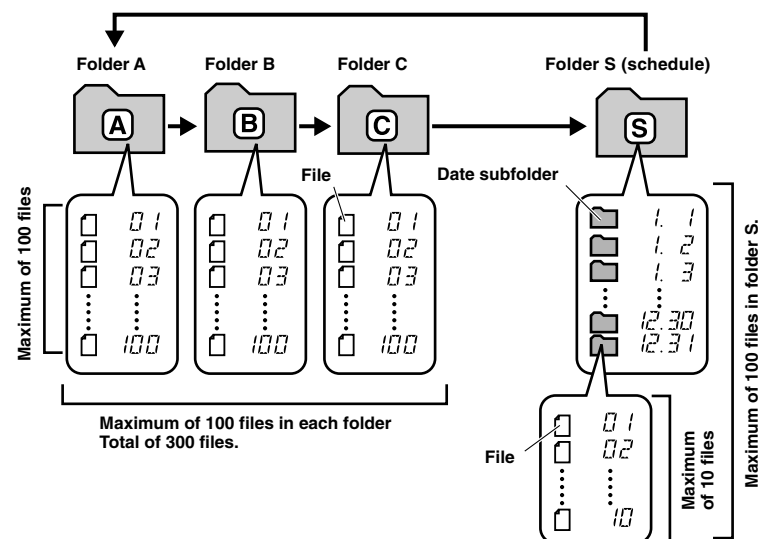 Folder A
Folder B
Folder C
Folder S (schedule)
A
B
C
S
File
Date subfolder
Maximum of 100 files
01
02
03
100
01
02
03
100
01
02
03
100
1. 1
1. 2
1. 3
12.30
12.31
Maximum of 100 files in folder S.
Maximum of 100 files in each folder
Total of 300 files.
File
01
02
10
Maximum
of 10 files